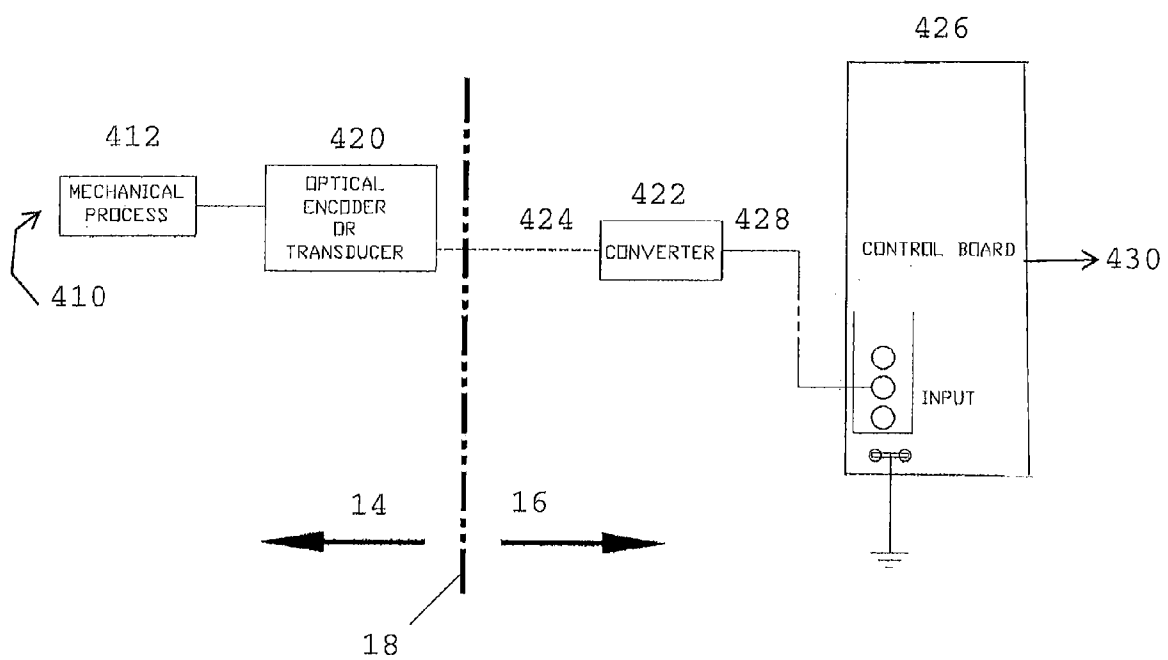 426
412
420
MECHANICAL
PROCESS
OPTICAL
ENCODER
OR
TRANSDUCER
424
422
428
CONVERTER
CONTROL BOARD
430
410
INPUT
14
16
18